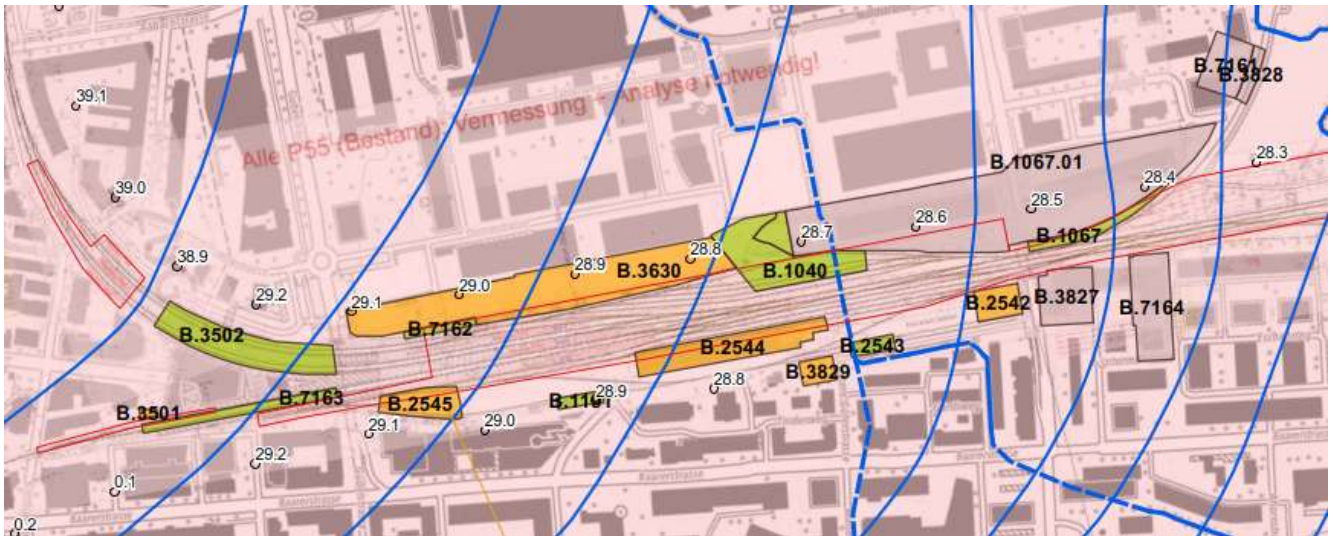 B.7161
B.3828
39.1
Alle P55 (Bestand): Vermessung + Analyse notwendig!
28.3
B.1067.01
28.4
39.0
28.5
28.6
B.1067
28.7
38.9
28.8
B.3630
B.1040
28.9
29.0
29.2
29.1
B.2542
B.3827
B.7164
B.7162
B.3502
B.2544
B.2543
B.3829
28.8
28.9
B.7163
B.2545
B.3501
29.0
29.1
29.2
Baarerstrasse
Baarerstrasse
0.1
Baarerstrasse
0.2